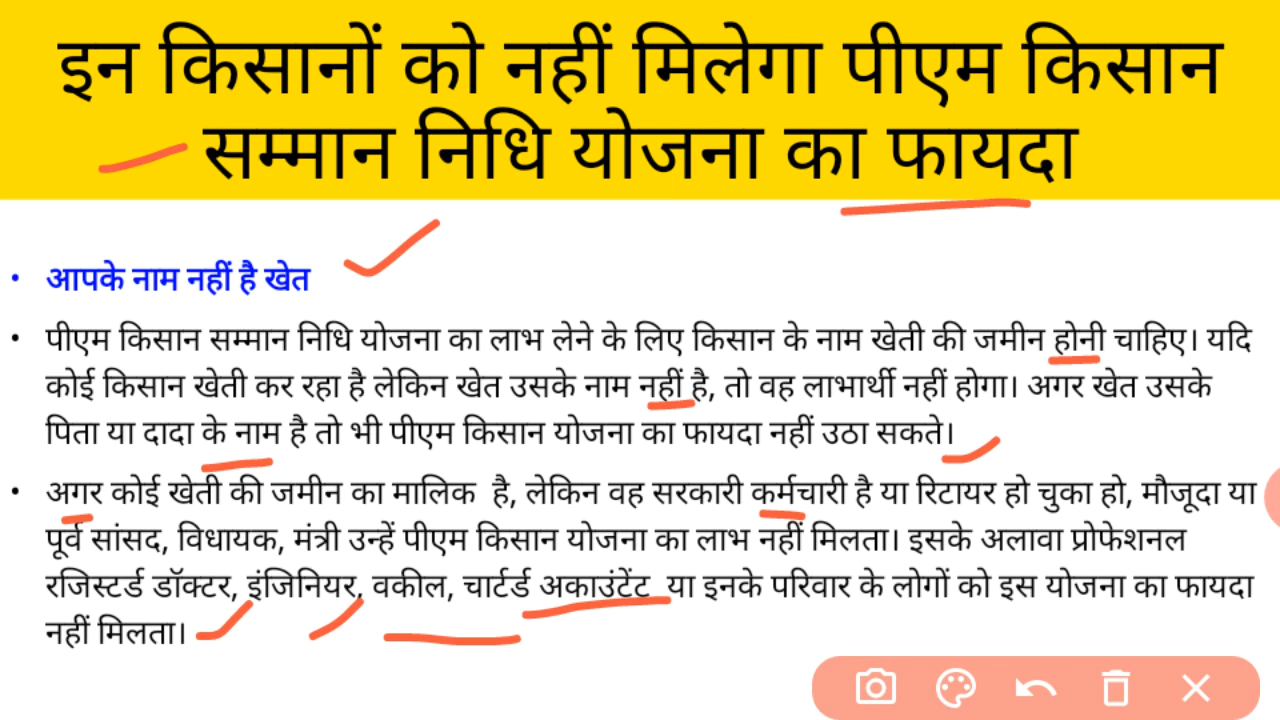 इन किसानों को नहीं मिलेगा पीएम किसान
सम्मान निधि योजना का फायदा
• आपके नाम नहीं है खेत
• पीएम किसान सम्मान निधि योजना का लाभ लेने के लिए किसान के नाम खेती की जमीन होनी चाहिए। यदि
कोई किसान खेती कर रहा है लेकिन खेत उसके नाम नहीं है, तो वह लाभार्थी नहीं होगा। अगर खेत उसके
पिता या दादा के नाम है तो भी पीएम किसान योजना का फायदा नहीं उठा सकते।
• अगर कोई खेती की जमीन का मालिक है, लेकिन वह सरकारी कर्मचारी है या रिटायर हो चुका हो, मौजूदा या
पूर्व सांसद, विधायक, मंत्री उन्हें पीएम किसान योजना का लाभ नहीं मिलता। इसके अलावा प्रोफेशनल
रजिस्टर्ड डॉक्टर, इंजिनियर, वकील, चार्टर्ड अकाउंटेंट या इनके परिवार के लोगों को इस योजना का फायदा
नहीं मिलता।